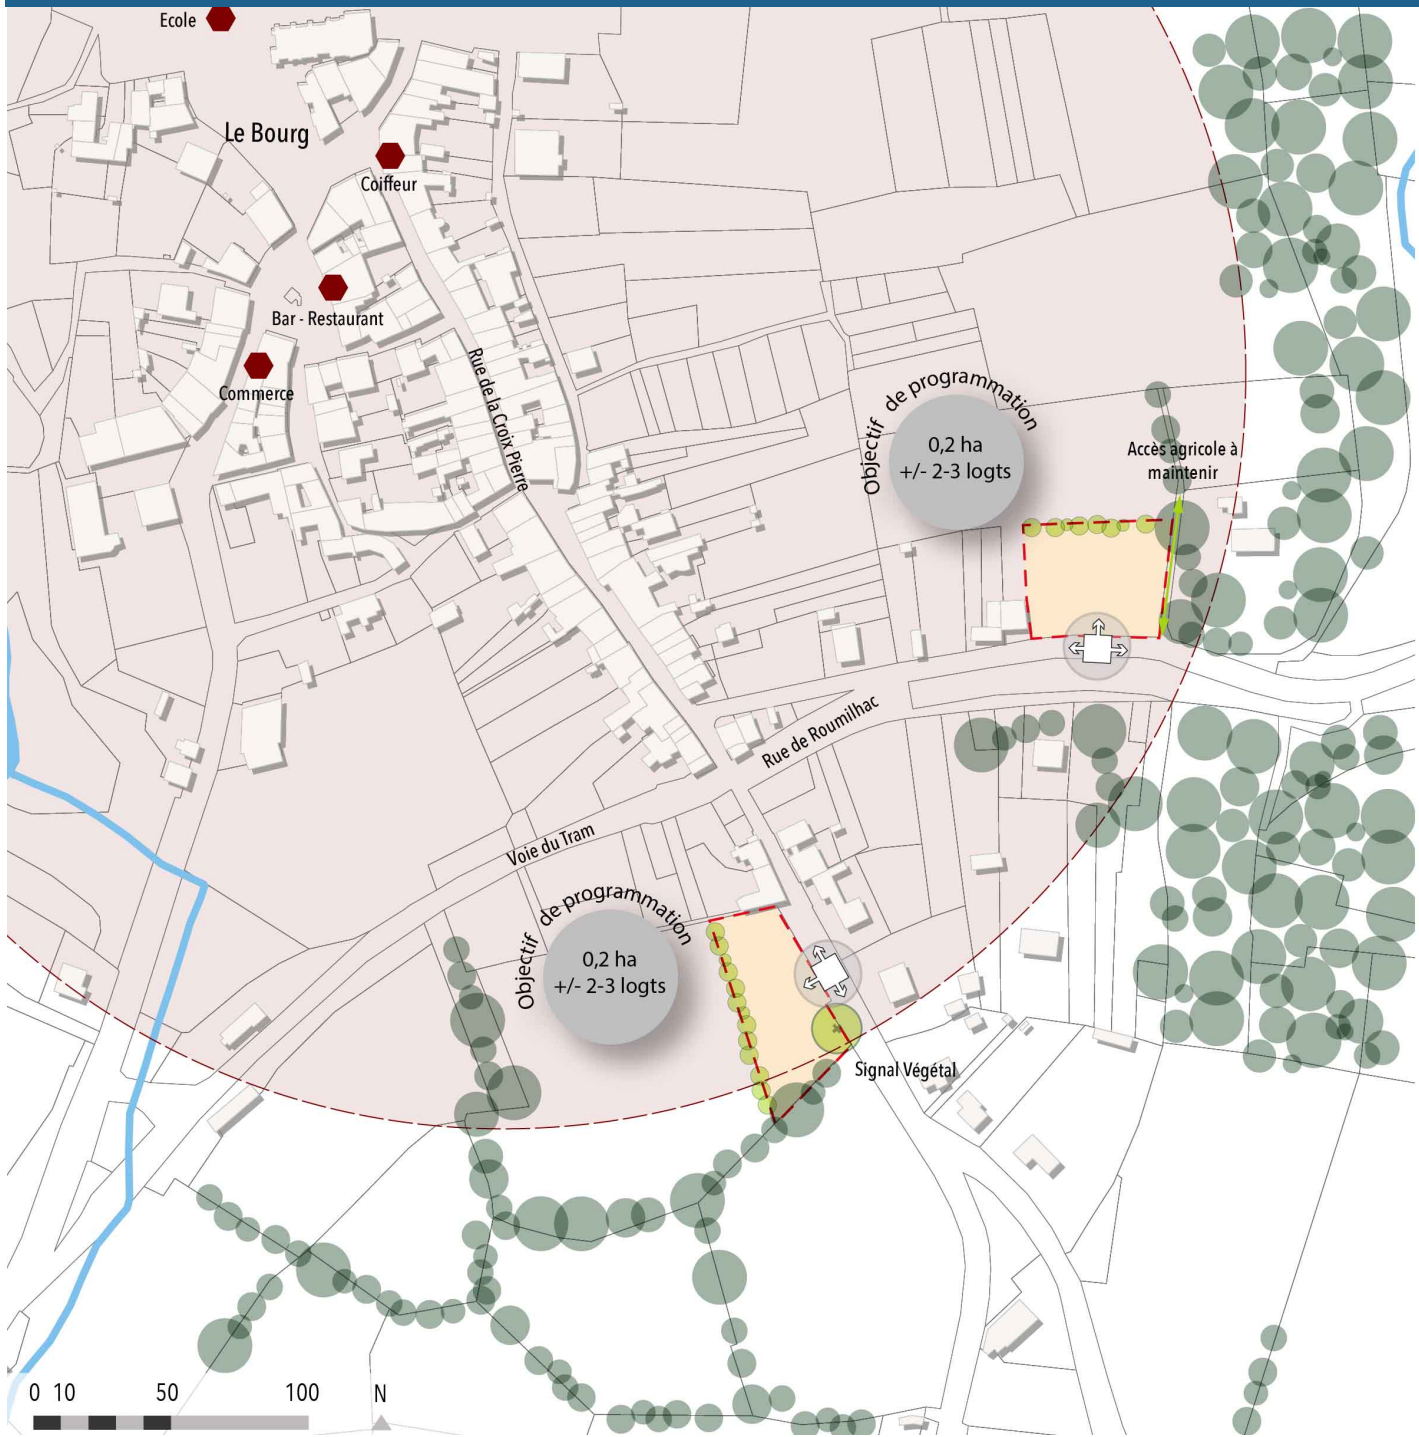 Ecole
Le Bourg
Coiffeur
Bar - Restaurant
Commerce
Rue de la Croix Pierre
Objectif de programmation
0,2 ha
+/- 2-3 logts
Accès agricole à
maintenir
Rue de Roumilhac
Voie du Tram
Objectif de programmation
0,2 ha
+/- 2-3 logts
Signal Végétal
0 10 50 100 N